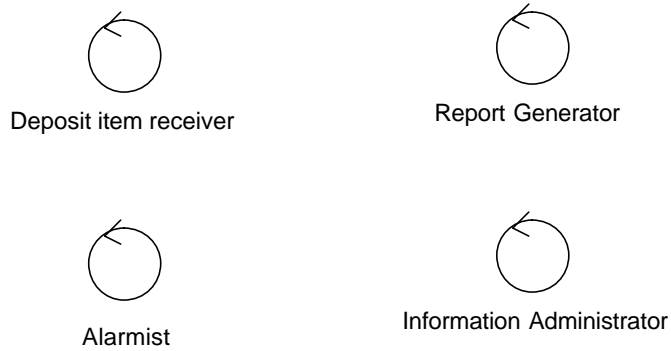 Deposit item receiver
Report Generator
Alarmist
Information Administrator